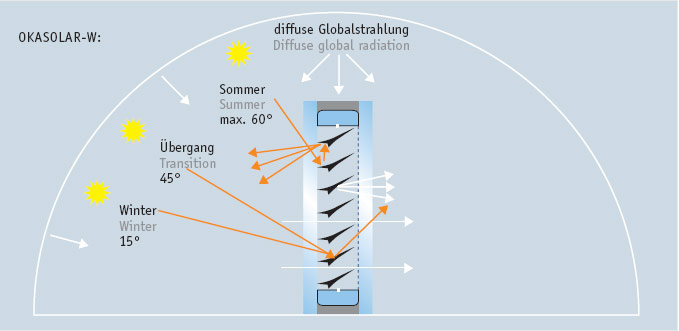 OKASOLAR-W:
diffuse Globalstrahlung
Diffuse global radiation
Sommer
Summer
max. 60°
Übergang
Transition
45°
Winter
Winter
15°